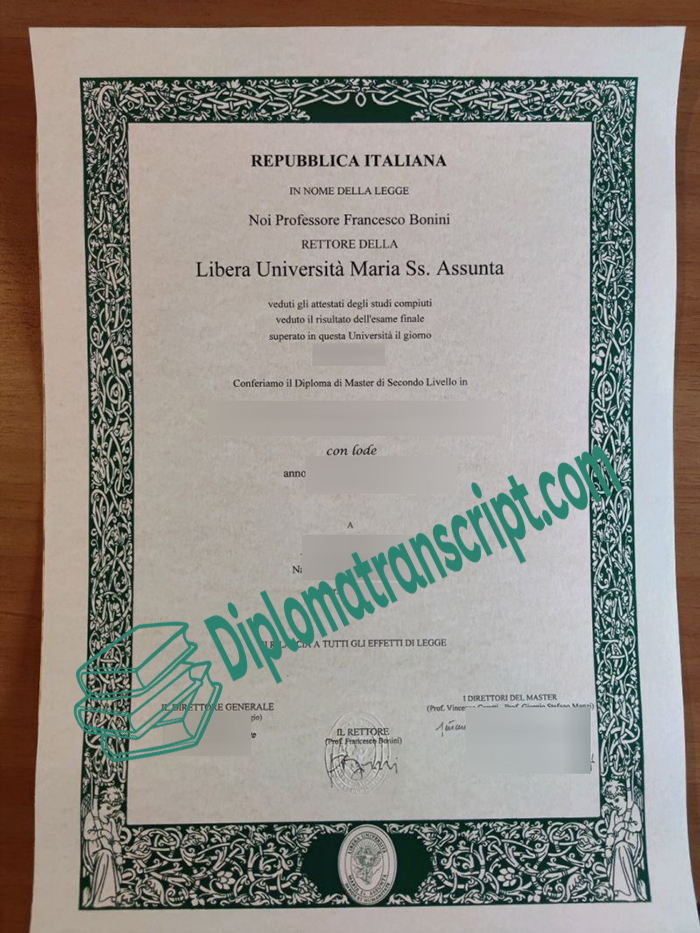 REPUBBLICA ITALIANA
IN NOME DELLA LEGGE
Noi Professore Francesco Bonini
RETTORE DELLA
Libera Università Maria Ss. Assunta
veduti gli attestati degli studi compiuti
veduto il risultato dell'esame finale
superato in questa Università il giorno
Conferiamo il Diploma di Master di Secondo Livello in
con lode
anno
A
Diplomatranscript.com
A TUTTI GLI EFFETTI DI LEGGE
IL DIRETTORE GENERALE
I DIRETTORI DEL MASTER
Prof. Giorgio Stefano
IL RETTORE
(Prof. Francesco Bonini)